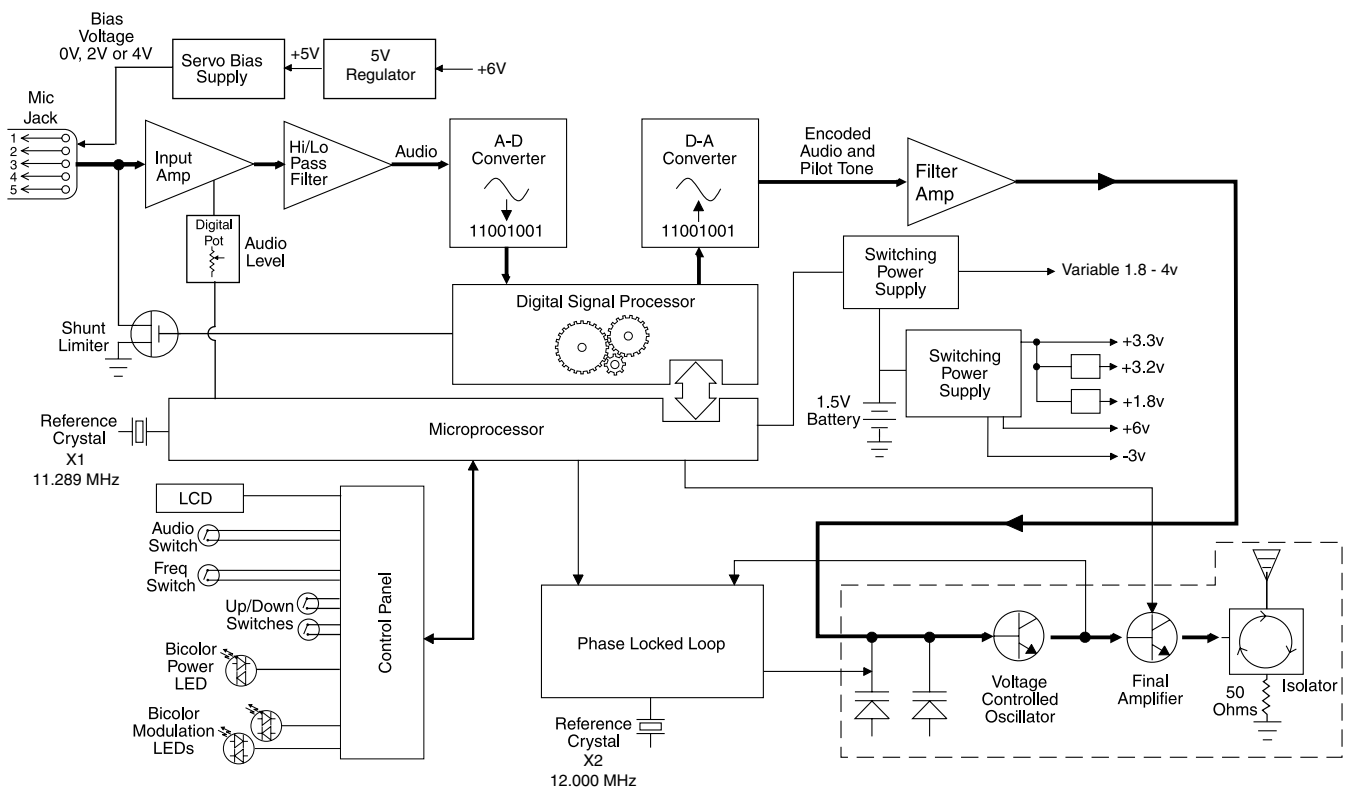 Bias
Voltage
0V, 2V or 4V
Servo Bias
Supply
+5V
5V
Regulator
+6V
Mic
Jack
1
2
3
4
5
Input
Amp
Hi/Lo
Pass
Filter
Audio
A-D
Converter
11001001
D-A
Converter
11001001
Encoded
Audio and
Pilot Tone
Filter
Amp
Digital
Pot
Audio
Level
Switching
Power
Supply
Variable 1.8 - 4v
Digital Signal Processor
Shunt
Limiter
Switching
Power
Supply
+3.3v
+3.2v
+1.8v
+6v
-3v
1.5V
Battery
Reference
Crystal
X1
11.289 MHz
Microprocessor
LCD
Audio
Switch
Freq
Switch
Up/Down
Switches
Bicolor
Power
LED
Bicolor
Modulation
LEDs
Control Panel
Phase Locked Loop
Reference
Crystal
X2
12.000 MHz
Voltage
Controlled
Oscillator
Final
Amplifier
50
Ohms
Isolator